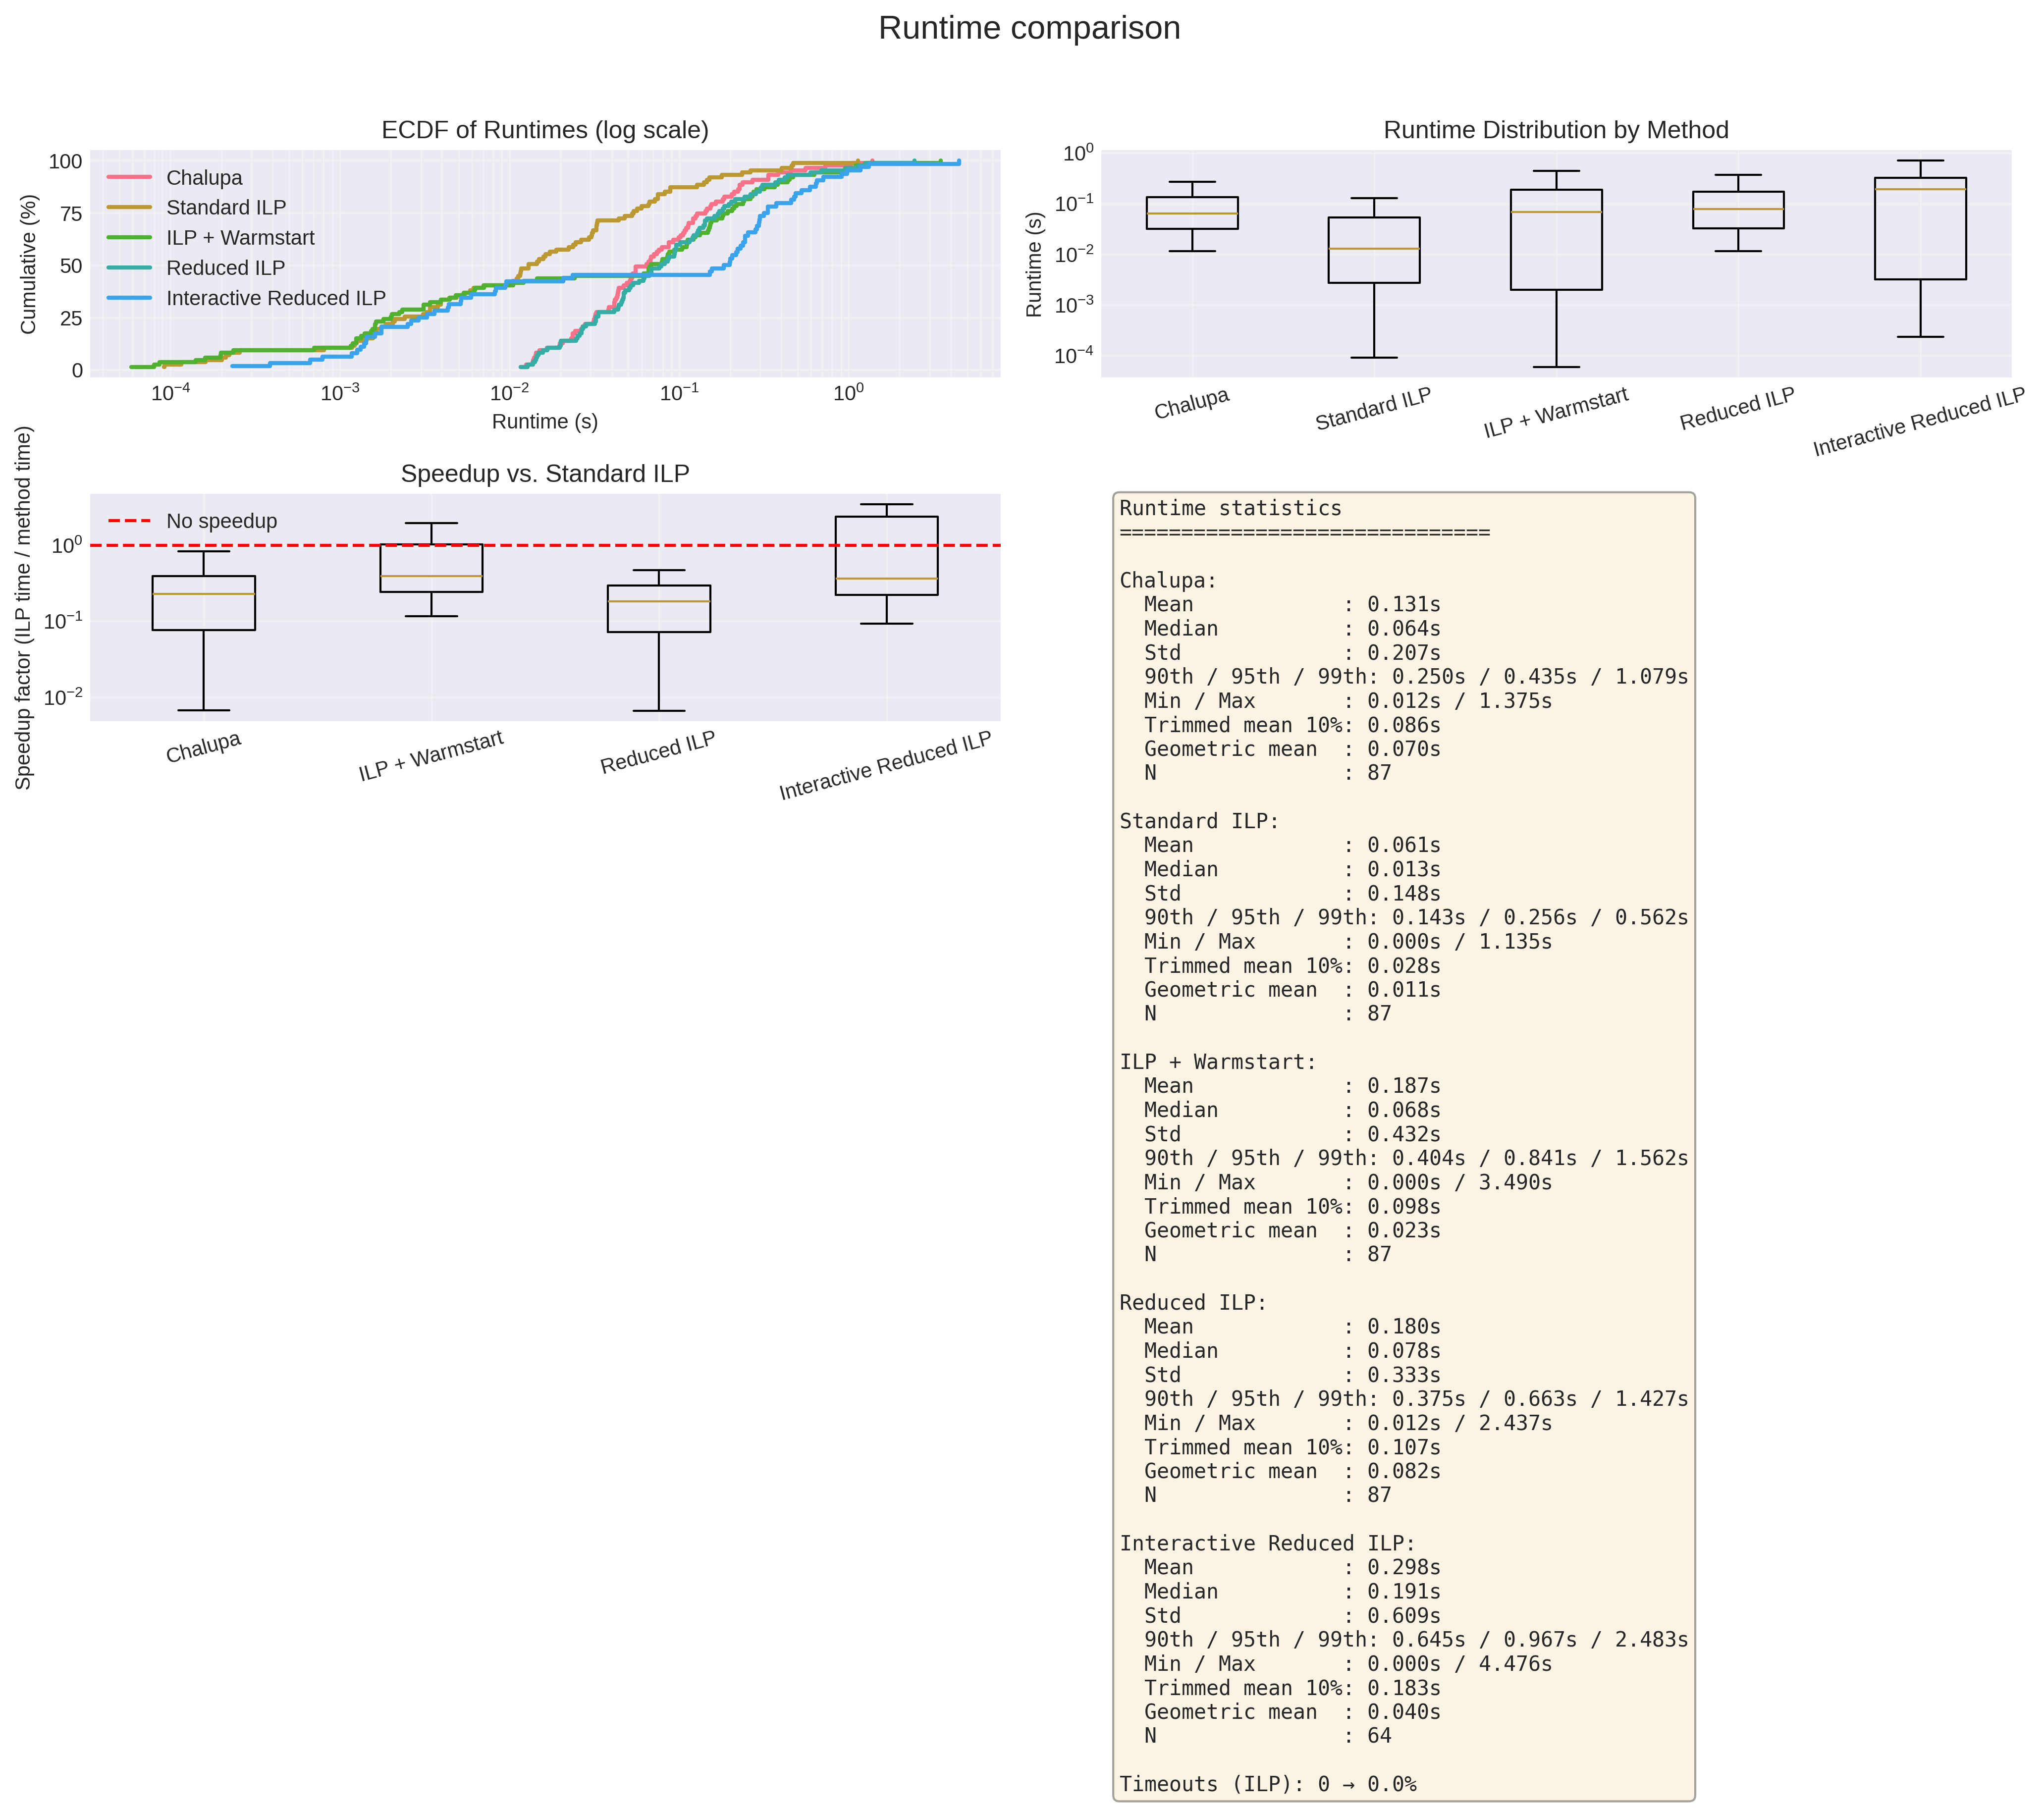 Runtime comparison
ECDF of Runtimes (log scale)
Cumulative (%)
100
75
50
25
0
Chalupa
Standard ILP
ILP + Warmstart
Reduced ILP
Interactive Reduced ILP
10⁻⁴ 10⁻³ 10⁻² 10⁻¹ 10⁰
Runtime (s)
Runtime Distribution by Method
Runtime (s)
10⁰
10⁻¹
10⁻²
10⁻³
10⁻⁴
Chalupa
Standard ILP
ILP + Warmstart
Reduced ILP
Interactive Reduced ILP
Speedup vs. Standard ILP
Speedup factor (ILP time / method time)
No speedup
10⁰
10⁻¹
10⁻²
Chalupa
ILP + Warmstart
Reduced ILP
Interactive Reduced ILP
Runtime statistics
==============================
Chalupa:
Mean : 0.131s
Median : 0.064s
Std : 0.207s
90th / 95th / 99th: 0.250s / 0.435s / 1.079s
Min / Max : 0.012s / 1.375s
Trimmed mean 10%: 0.086s
Geometric mean : 0.070s
N : 87
Standard ILP:
Mean : 0.061s
Median : 0.013s
Std : 0.148s
90th / 95th / 99th: 0.143s / 0.256s / 0.562s
Min / Max : 0.000s / 1.135s
Trimmed mean 10%: 0.028s
Geometric mean : 0.011s
N : 87
ILP + Warmstart:
Mean : 0.187s
Median : 0.068s
Std : 0.432s
90th / 95th / 99th: 0.404s / 0.841s / 1.562s
Min / Max : 0.000s / 3.490s
Trimmed mean 10%: 0.098s
Geometric mean : 0.023s
N : 87
Reduced ILP:
Mean : 0.180s
Median : 0.078s
Std : 0.333s
90th / 95th / 99th: 0.375s / 0.663s / 1.427s
Min / Max : 0.012s / 2.437s
Trimmed mean 10%: 0.107s
Geometric mean : 0.082s
N : 87
Interactive Reduced ILP:
Mean : 0.298s
Median : 0.191s
Std : 0.609s
90th / 95th / 99th: 0.645s / 0.967s / 2.483s
Min / Max : 0.000s / 4.476s
Trimmed mean 10%: 0.183s
Geometric mean : 0.040s
N : 64
Timeouts (ILP): 0 → 0.0%